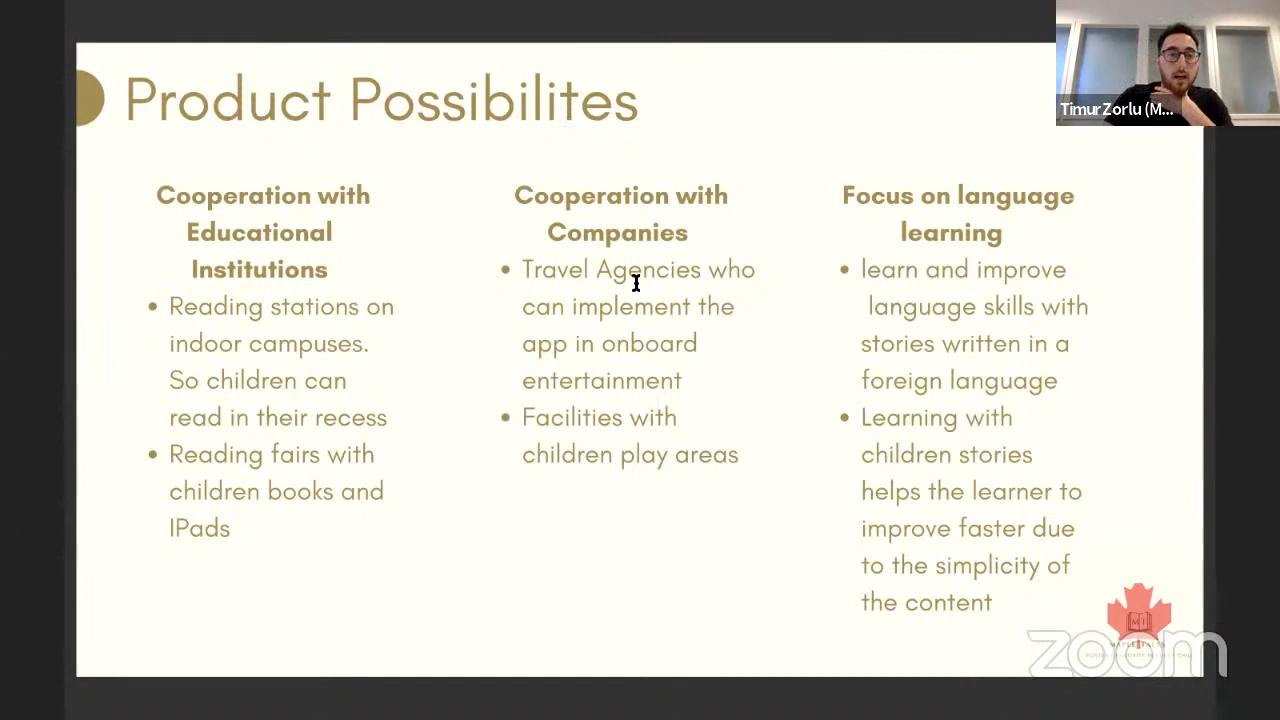 Product Possibilites
Timur Zorlu (M...
Cooperation with
Educational
Institutions
Reading stations on
indoor campuses.
So children can
read in their recess
Reading fairs with
children books and
IPads
Cooperation with
Companies
Travel Agencies who
can implement the
app in onboard
entertainment
Facilities with
children play areas
Focus on language
learning
learn and improve
language skills with
stories written in a
foreign language
Learning with
children stories
helps the learner to
improve faster due
to the simplicity of
the content
zoom